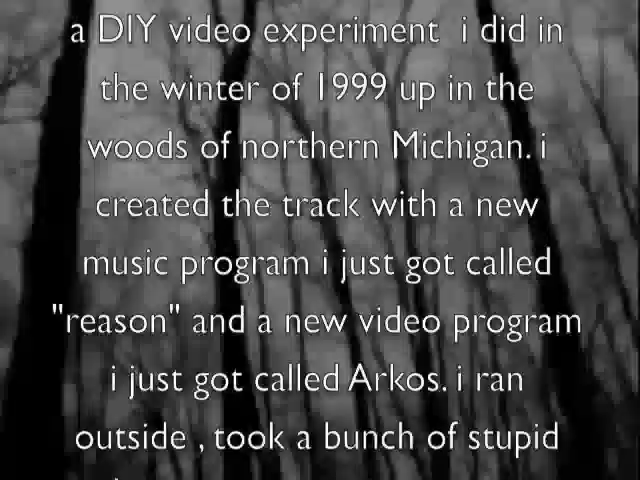 a DIY video experiment i did in
the winter of 1999 up in the
woods of northern Michigan. i
created the track with a new
music program i just got called
"reason" and a new video program
i just got called Arkos. i ran
outside , took a bunch of stupid